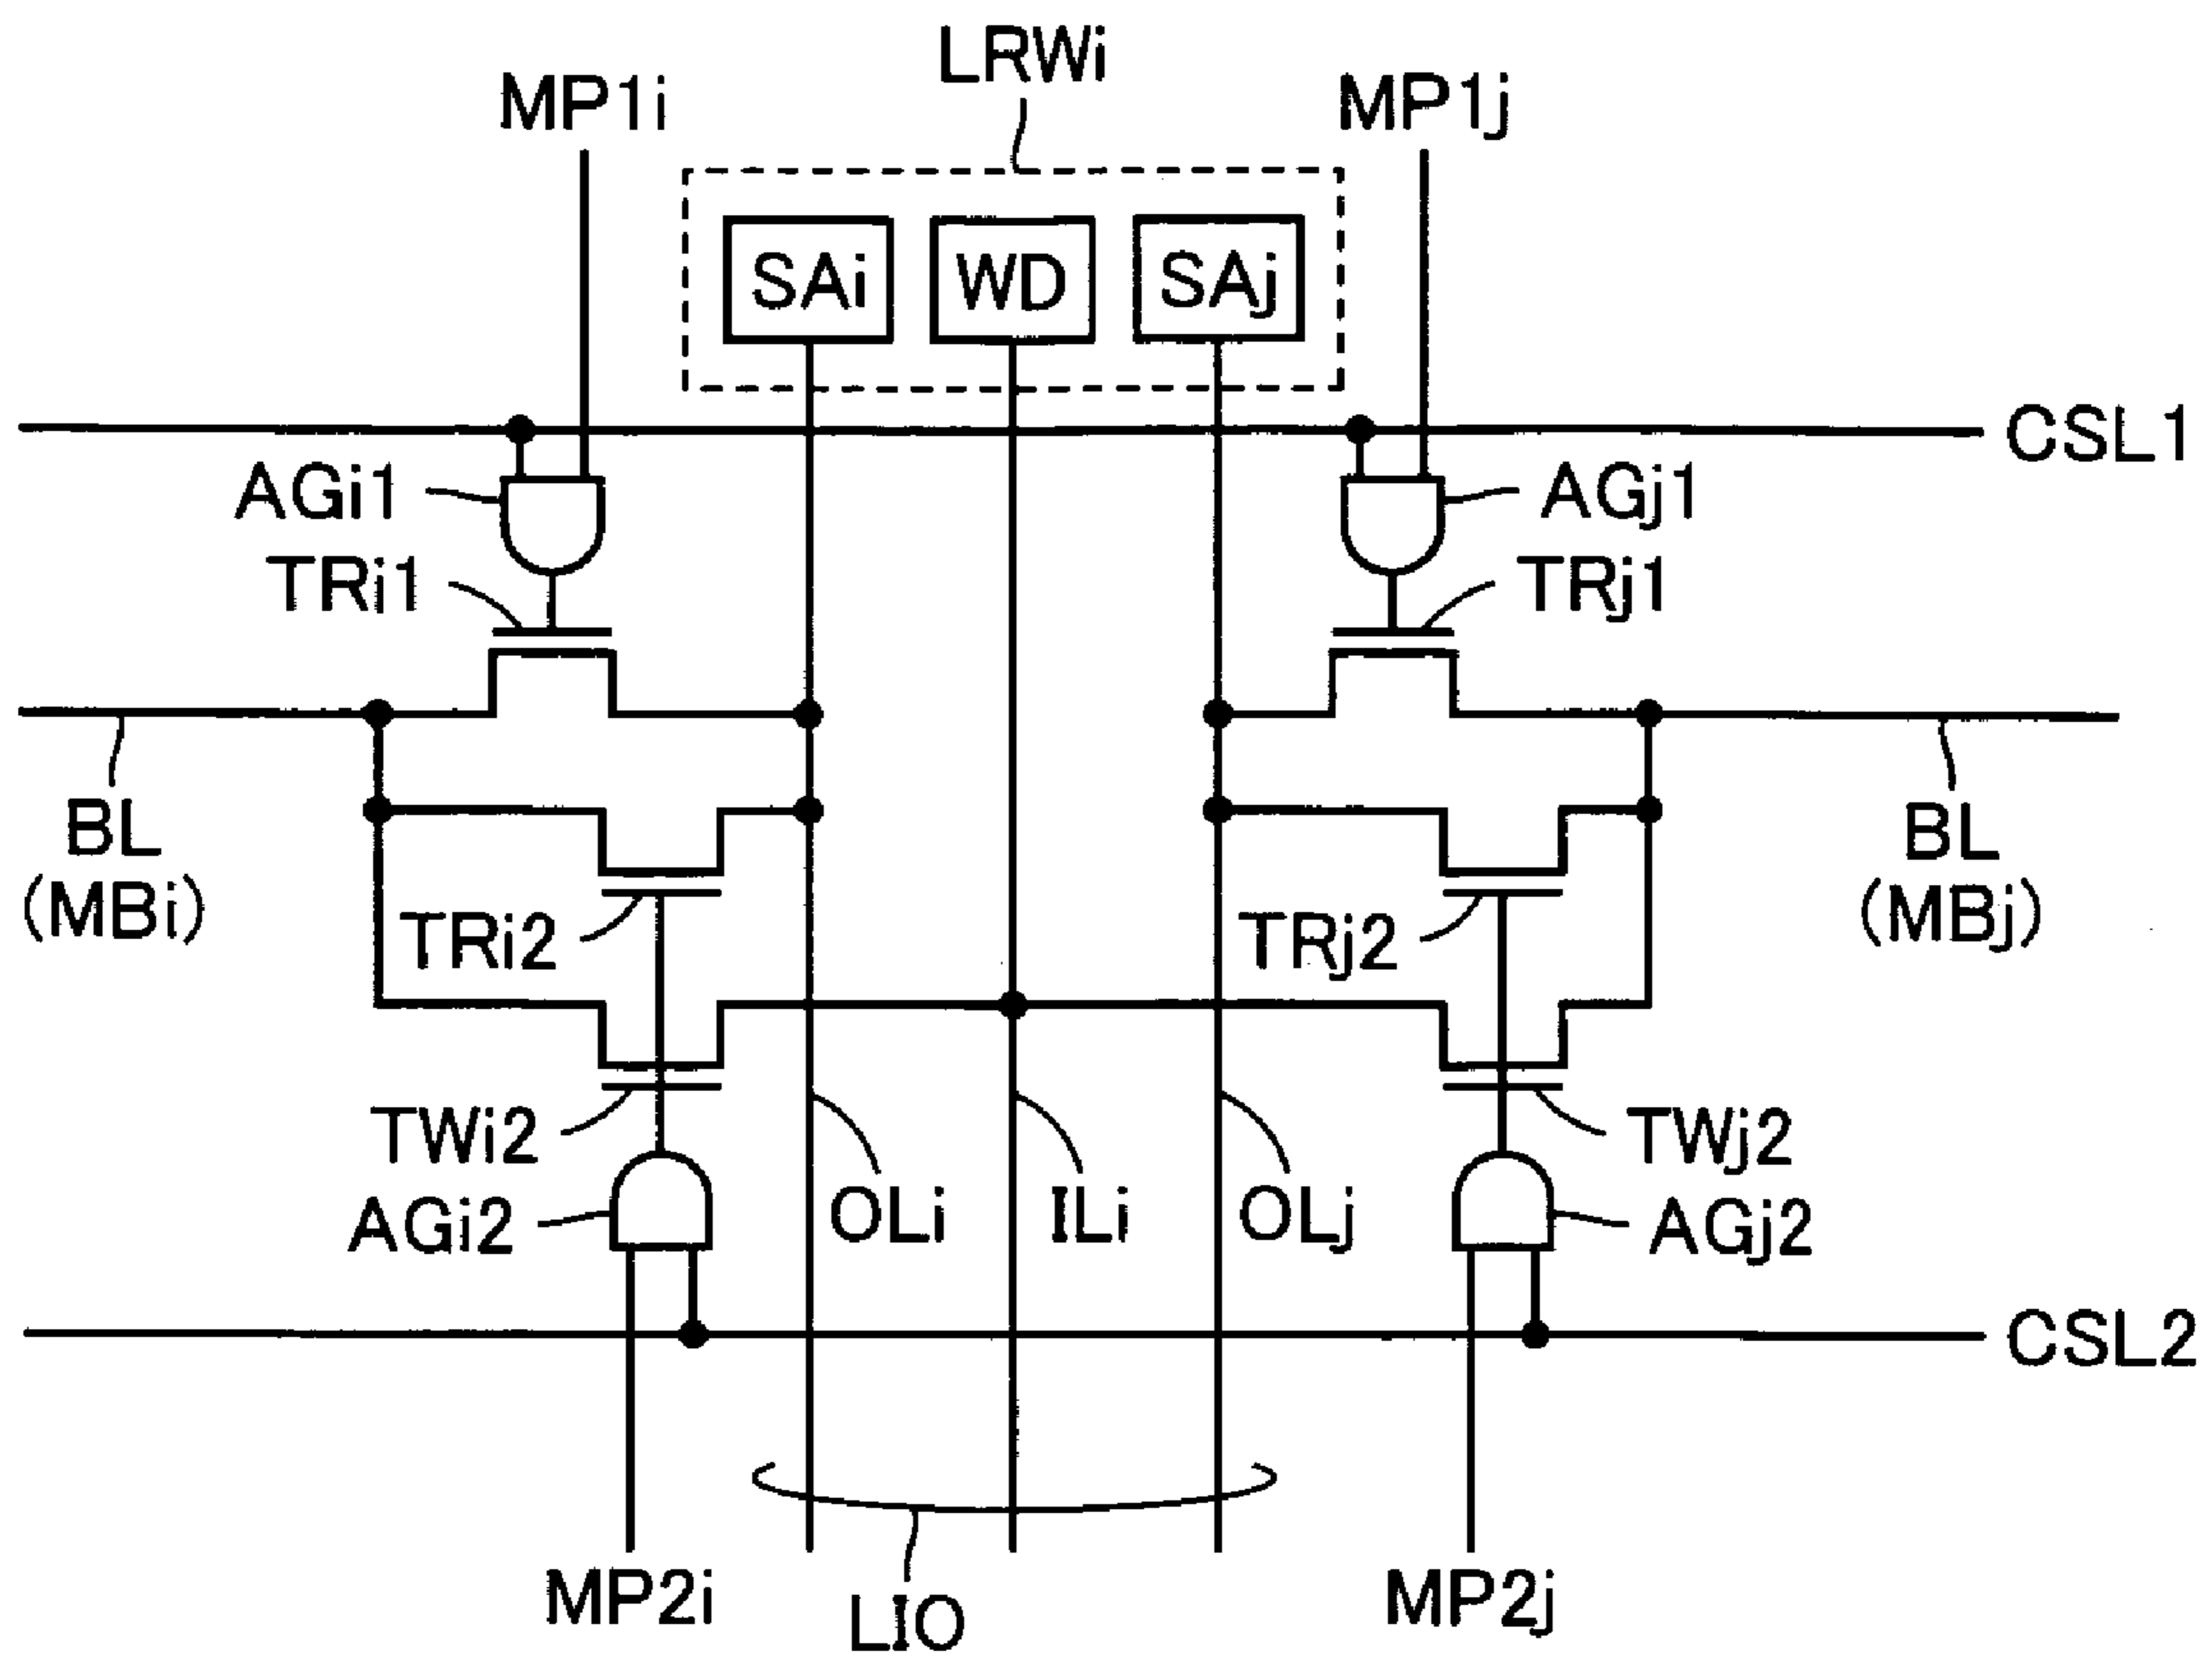 LRWi
MP1i
MP1j
SAi
WD
SAj
CSL1
AGi1
AGj1
TRi1
TRj1
BL
(MBi)
BL
(MBj)
TRi2
TRj2
TWi2
TWj2
AGi2
OLi
ILi
OLj
AGj2
CSL2
MP2i
LIO
MP2j